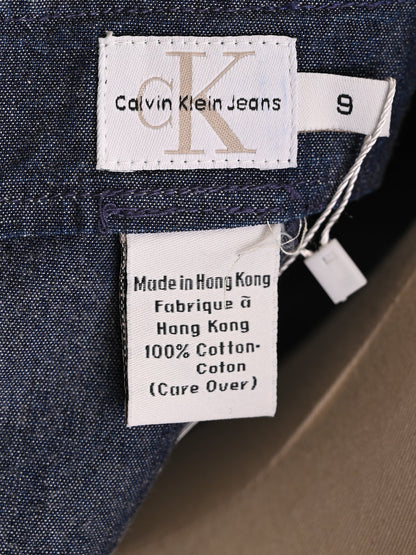 CK
Calvin Klein Jeans
9
Made in Hong Kong
Fabrique ã
Hong Kong
100% Cotton-
Coton
(Care Over)